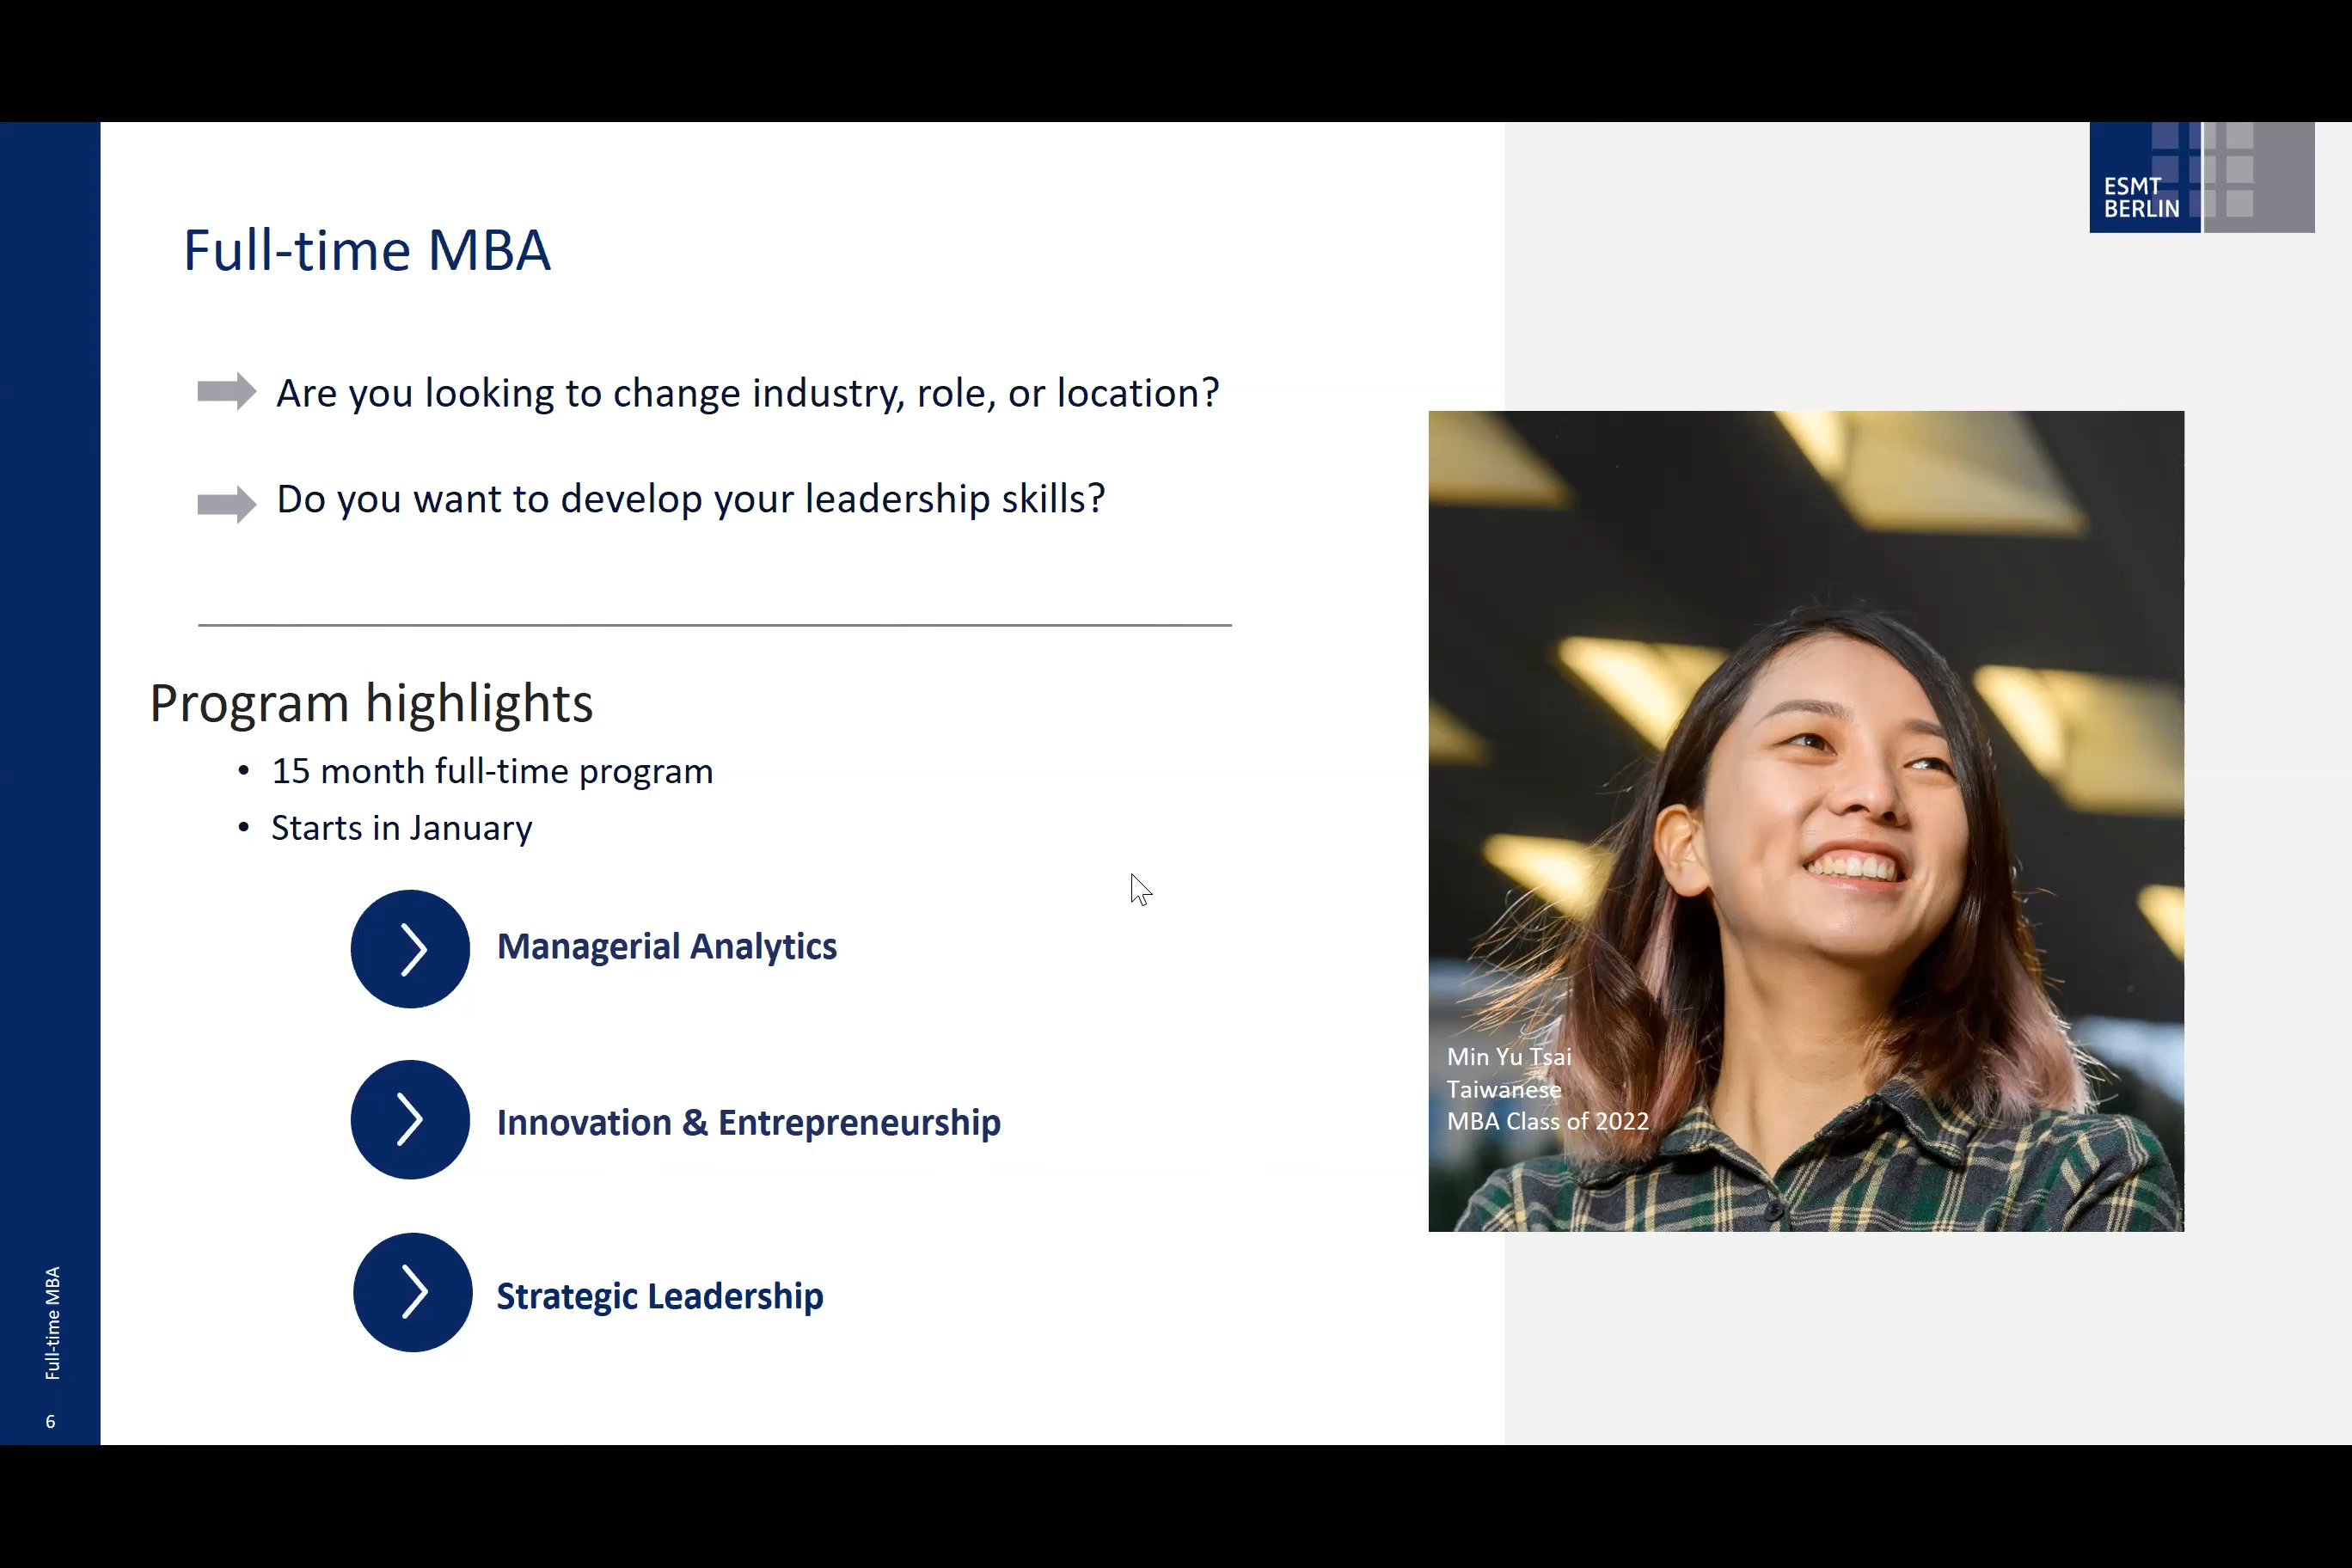 ESMT
BERLIN
Full-time MBA
Are you looking to change industry, role, or location?
Do you want to develop your leadership skills?
Program highlights
• 15 month full-time program
• Starts in January
Managerial Analytics
Innovation & Entrepreneurship
Strategic Leadership
Min Yu Tsai
Taiwanese
MBA Class of 2022
Full-time MBA
6